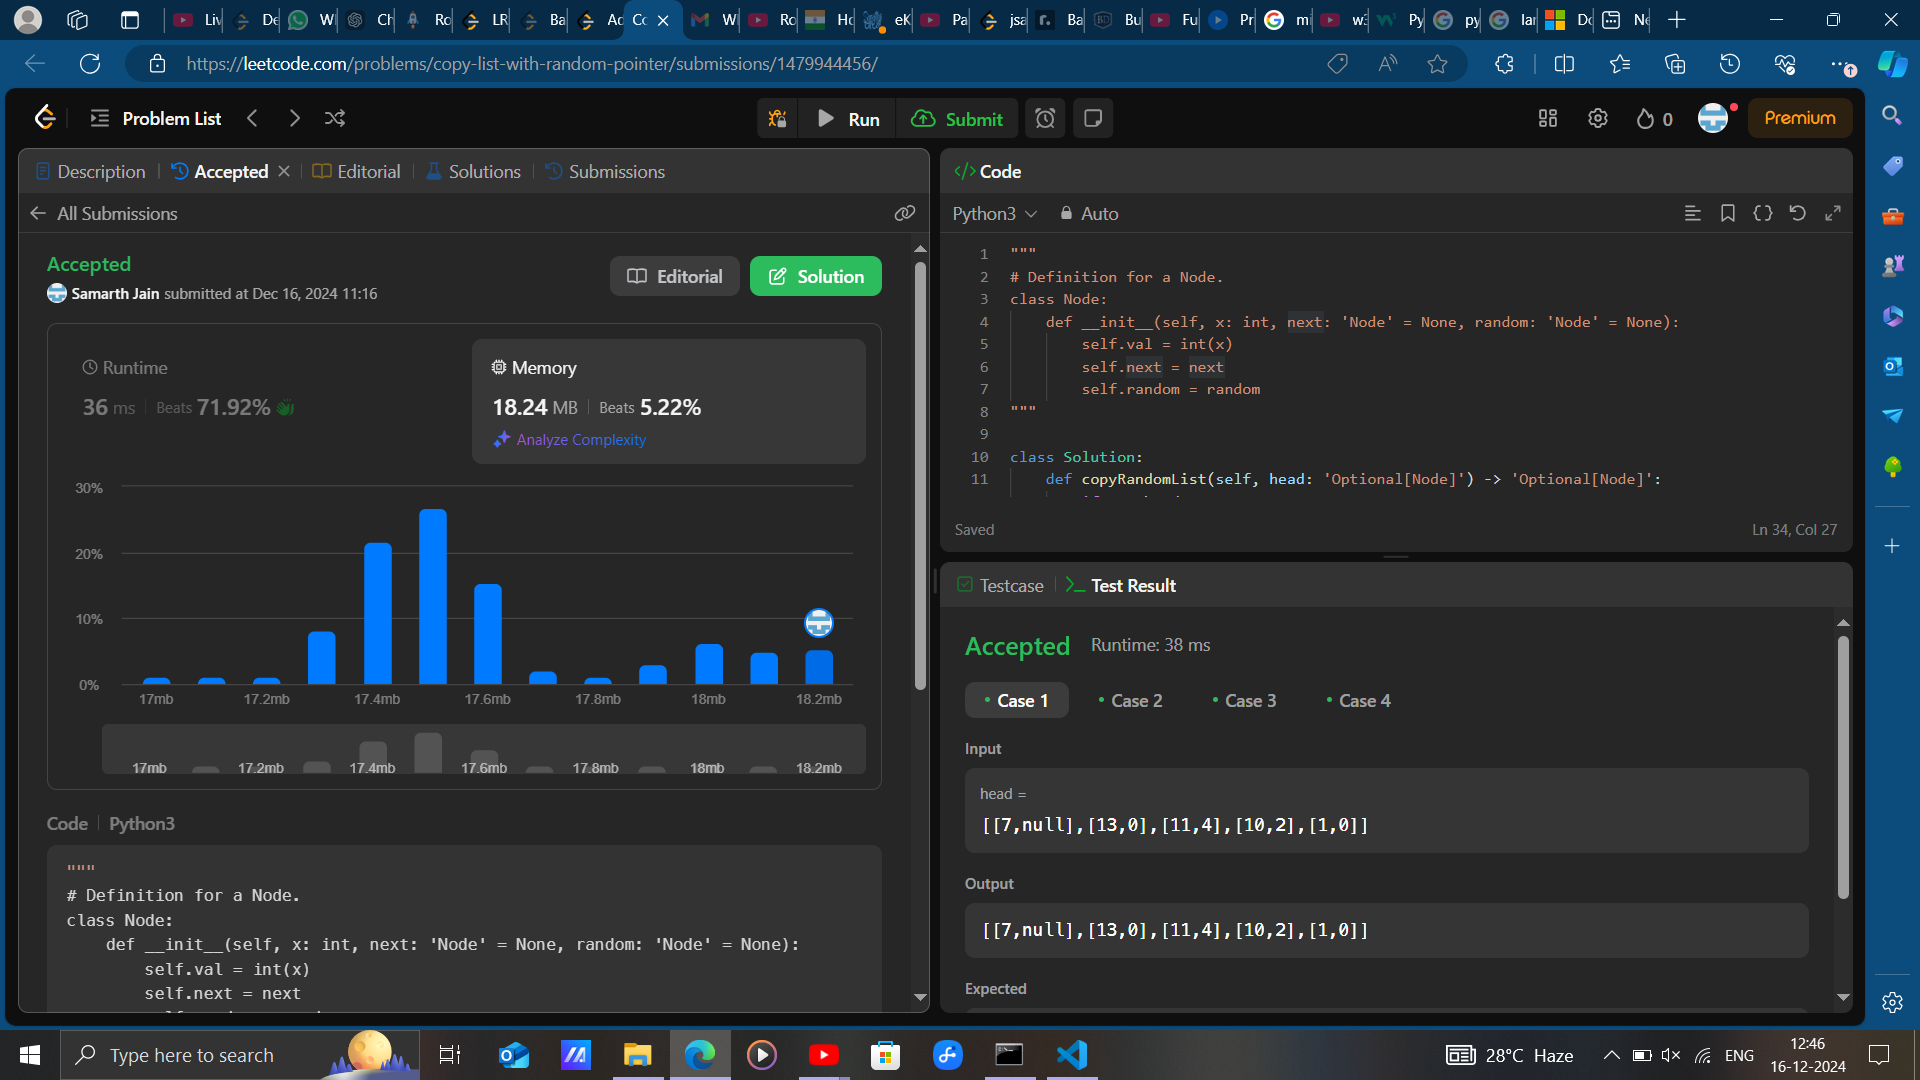 Liv
De
W
Ch
Ro
LR
Ba
Ad
Co
W
Ro
Ho
eK
Pa
jsa
Ba
Bu
Fu
Pr
mi
w3
Py
py
lar
Do
Ne
https://leetcode.com/problems/copy-list-with-random-pointer/submissions/1479944456/
Problem List
Run
Submit
0
Premium
Description
Accepted
Editorial
Solutions
Submissions
All Submissions
Accepted
Samarth Jain submitted at Dec 16, 2024 11:16
Editorial
Solution
Runtime
36 ms
Beats 71.92%
Memory
18.24 MB
Beats 5.22%
Analyze Complexity
30%
20%
10%
0%
17mb 17.2mb 17.4mb 17.6mb 17.8mb 18mb 18.2mb
17mb 17.2mb 17.4mb 17.6mb 17.8mb 18mb 18.2mb
Code Python3
"""
# Definition for a Node.
class Node:
    def __init__(self, x: int, next: 'Node' = None, random: 'Node' = None):
        self.val = int(x)
        self.next = next
</> Code
Python3
Auto
1 """
2 # Definition for a Node.
3 class Node:
4     def __init__(self, x: int, next: 'Node' = None, random: 'Node' = None):
5         self.val = int(x)
6         self.next = next
7         self.random = random
8 """
9
10 class Solution:
11     def copyRandomList(self, head: 'Optional[Node]') -> 'Optional[Node]':
Saved
Ln 34, Col 27
Testcase
Test Result
Accepted Runtime: 38 ms
Case 1 Case 2 Case 3 Case 4
Input
head =
[[7,null],[13,0],[11,4],[10,2],[1,0]]
Output
[[7,null],[13,0],[11,4],[10,2],[1,0]]
Expected
Type here to search
28°C Haze
ENG
12:46
16-12-2024